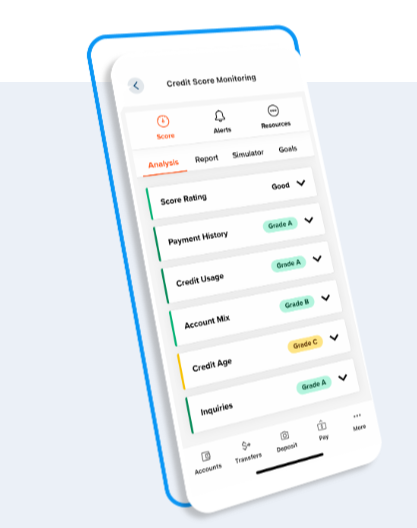 Credit Score Monitoring
Score Alerts Resources
Analysis Report Simulator Goals
Score Rating Good
Payment History Grade A
Credit Usage Grade A
Account Mix Grade B
Credit Age Grade C
Inquiries Grade A
Accounts Transfers Deposit Pay More